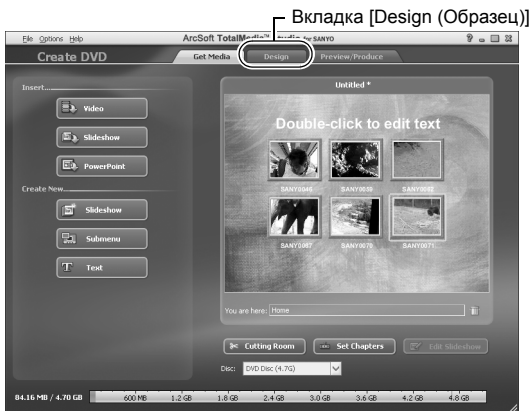 Вкладка [Design (Образец)]
File Options Help
ArcSoft TotalMedia™ Studio for SANYO
Create DVD
Get Media
Design
Preview/Produce
Insert...
Video
Slideshow
PowerPoint
Create New...
Slideshow
Submenu
Text
Untitled *
Double-click to edit text
SANY0048 SANY0059 SANY0062
SANY0067 SANY0070 SANY0071
You are here: Home
Cutting Room
Set Chapters
Edit Slideshow
Disc: DVD Disc (4.7G)
84.16 MB / 4.70 GB
600 MB 1.2 GB 1.8 GB 2.4 GB 3.0 GB 3.6 GB 4.2 GB 4.8 GB